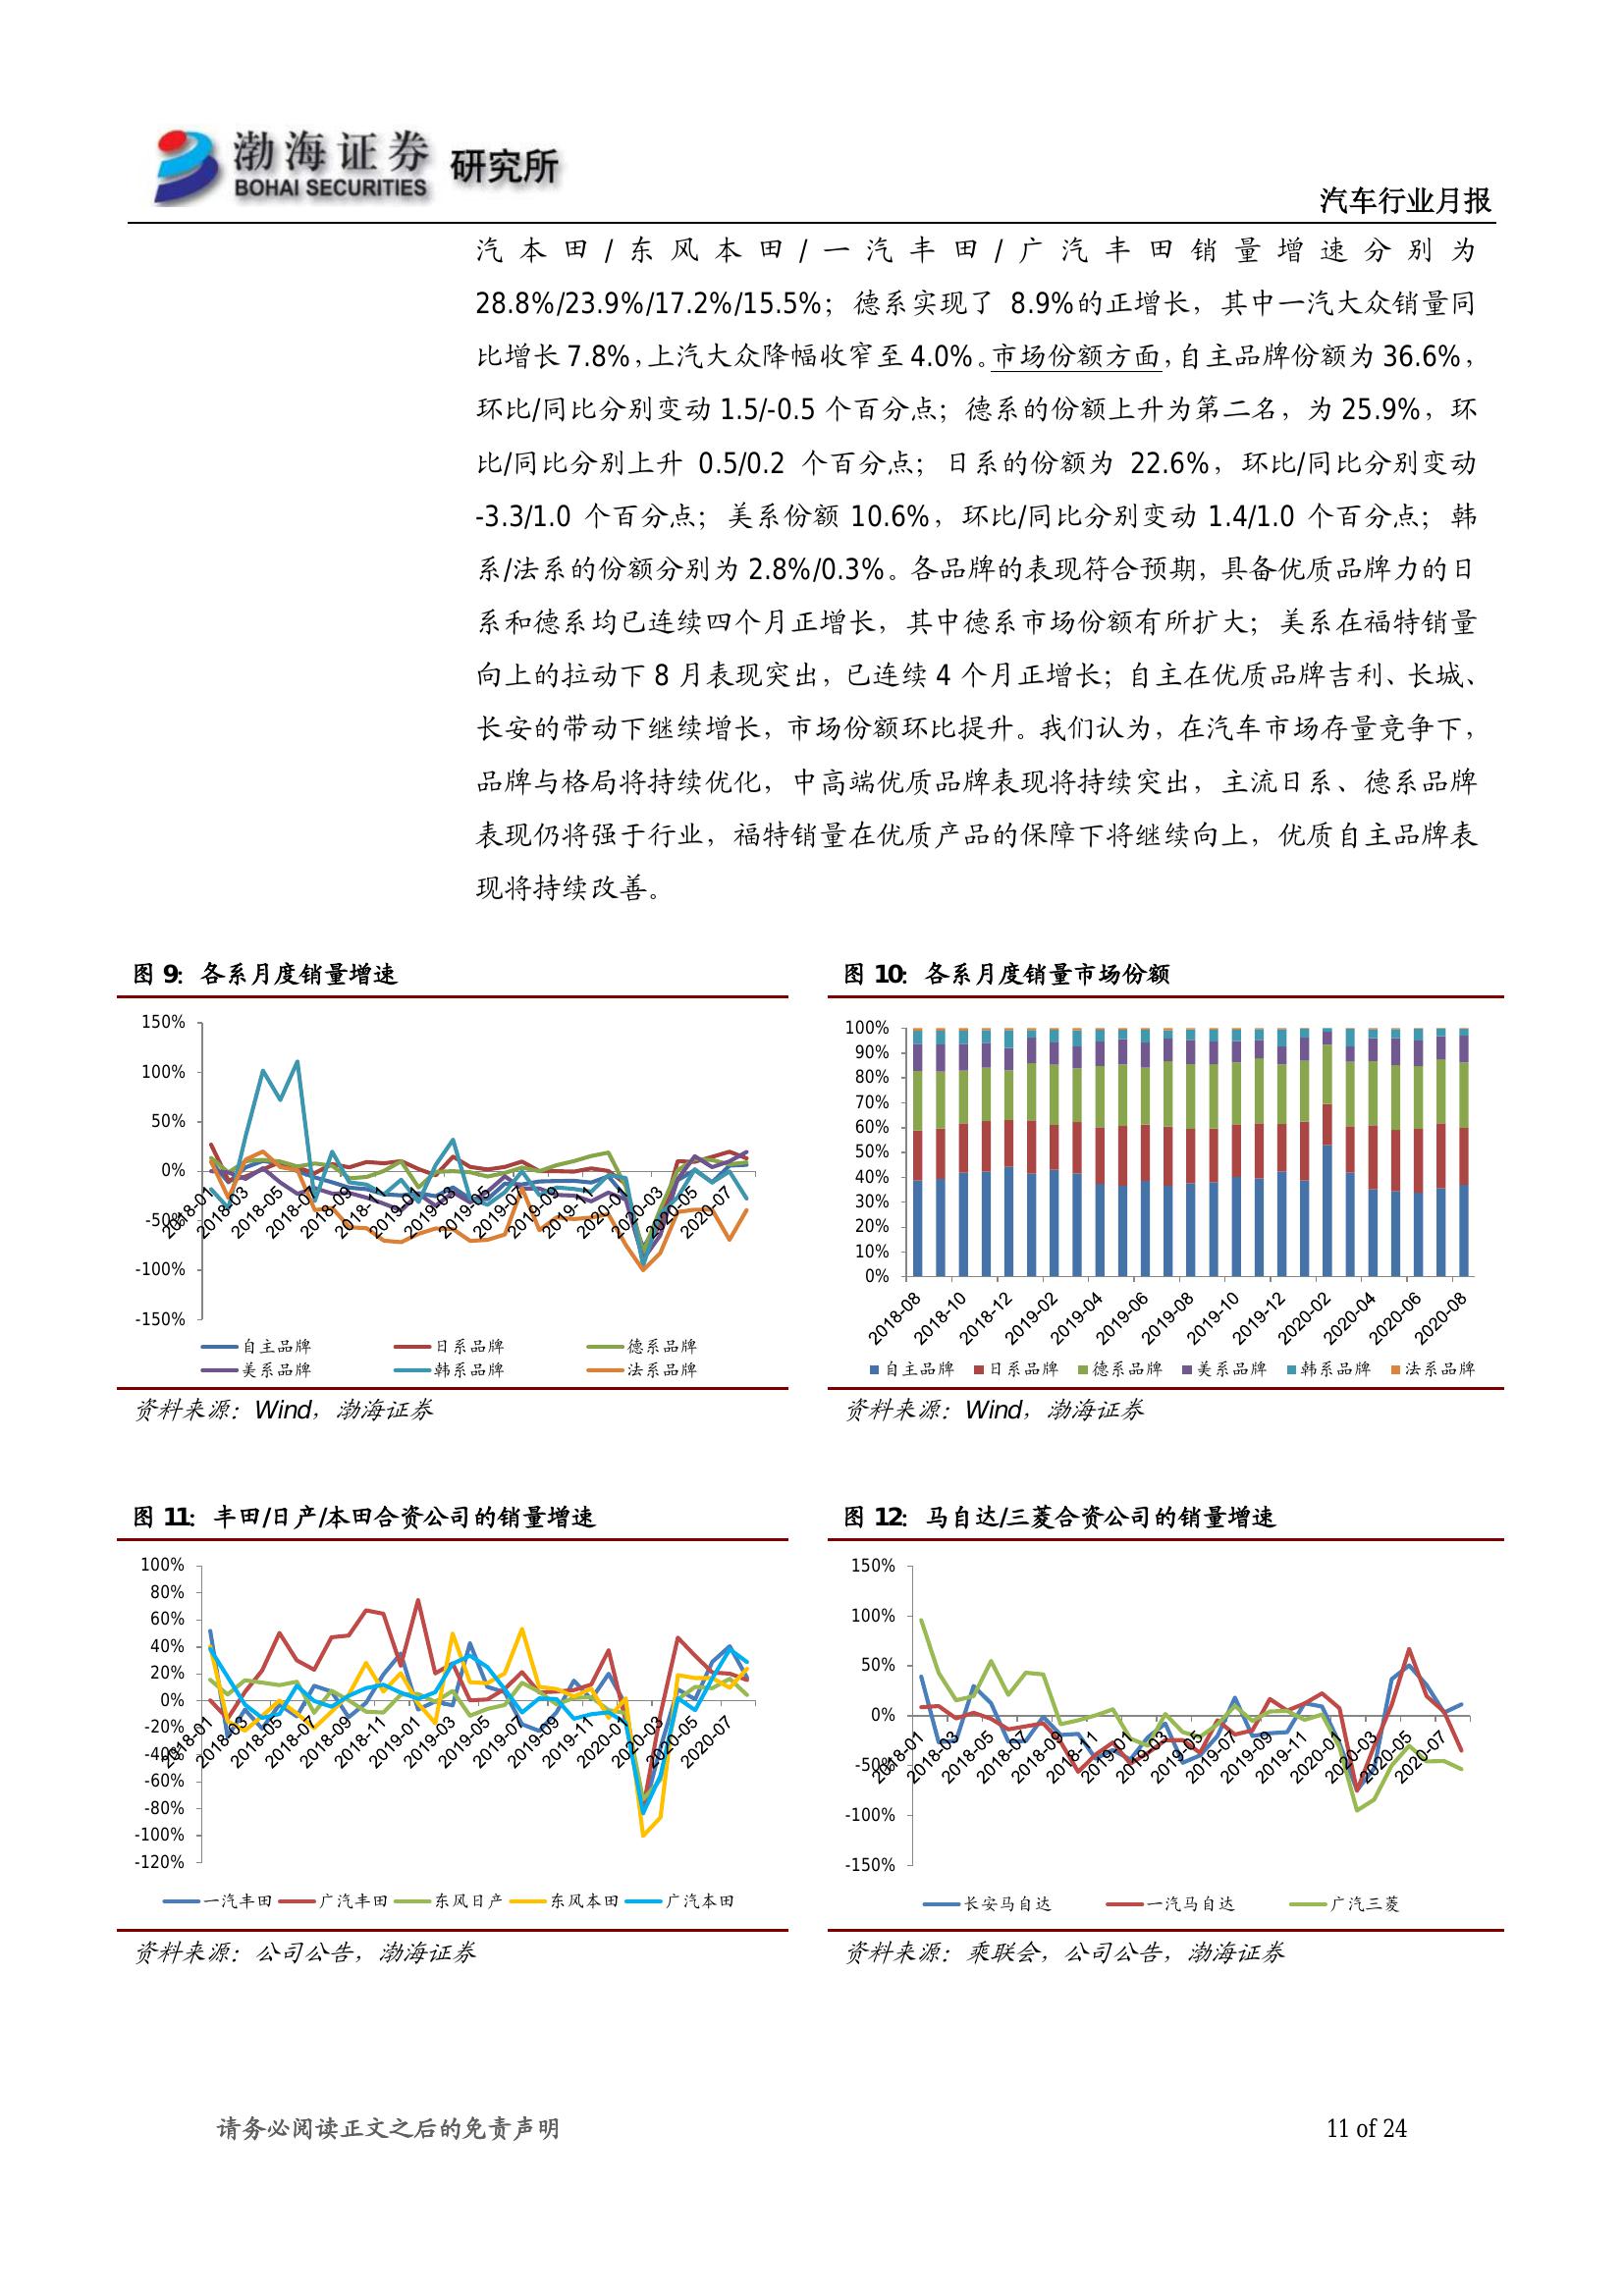 渤海证券 研究所
BOHAI SECURITIES
汽车行业月报
汽本田/东风本田/一汽丰田/广汽丰田销量增速分别为
28.8%/23.9%/17.2%/15.5%；德系实现了 8.9%的正增长，其中一汽大众销量同
比增长 7.8%，上汽大众降幅收窄至 4.0%。市场份额方面，自主品牌份额为 36.6%，
环比/同比分别变动 1.5/-0.5 个百分点；德系的份额上升为第二名，为 25.9%，环
比/同比分别上升 0.5/0.2 个百分点；日系的份额为 22.6%，环比/同比分别变动
-3.3/1.0 个百分点；美系份额 10.6%，环比/同比分别变动 1.4/1.0 个百分点；韩
系/法系的份额分别为 2.8%/0.3%。各品牌的表现符合预期，具备优质品牌力的日
系和德系均已连续四个月正增长，其中德系市场份额有所扩大；美系在福特销量
向上的拉动下 8 月表现突出，已连续 4 个月正增长；自主在优质品牌吉利、长城、
长安的带动下继续增长，市场份额环比提升。我们认为，在汽车市场存量竞争下，
品牌与格局将持续优化，中高端优质品牌表现将持续突出，主流日系、德系品牌
表现仍将强于行业，福特销量在优质产品的保障下将继续向上，优质自主品牌表
现将持续改善。
图 9：各系月度销量增速
150%
100%
50%
0%
-50%
-100%
-150%
2018-01 2018-03 2018-05 2018-07 2018-09 2018-11 2019-01 2019-03 2019-05 2019-07 2019-09 2019-11 2020-01 2020-03 2020-05 2020-07
自主品牌 日系品牌 德系品牌
美系品牌 韩系品牌 法系品牌
资料来源：Wind，渤海证券
图 10：各系月度销量市场份额
100%
90%
80%
70%
60%
50%
40%
30%
20%
10%
0%
2018-08 2018-10 2018-12 2019-02 2019-04 2019-06 2019-08 2019-10 2019-12 2020-02 2020-04 2020-06 2020-08
自主品牌 日系品牌 德系品牌 美系品牌 韩系品牌 法系品牌
资料来源：Wind，渤海证券
图 11：丰田/日产/本田合资公司的销量增速
100%
80%
60%
40%
20%
0%
-20%
-40%
-60%
-80%
-100%
-120%
2018-01 2018-03 2018-05 2018-07 2018-09 2018-11 2019-01 2019-03 2019-05 2019-07 2019-09 2019-11 2020-01 2020-03 2020-05 2020-07
一汽丰田 广汽丰田 东风日产 东风本田 广汽本田
资料来源：公司公告，渤海证券
图 12：马自达/三菱合资公司的销量增速
150%
100%
50%
0%
-50%
-100%
-150%
2018-01 2018-03 2018-05 2018-07 2018-09 2018-11 2019-01 2019-03 2019-05 2019-07 2019-09 2019-11 2020-01 2020-03 2020-05 2020-07
长安马自达 一汽马自达 广汽三菱
资料来源：乘联会，公司公告，渤海证券
请务必阅读正文之后的免责声明
11 of 24